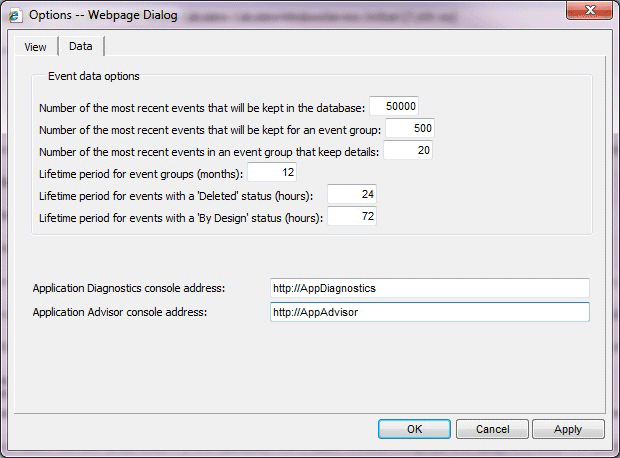 Options -- Webpage Dialog
View Data
Event data options
Number of the most recent events that will be kept in the database: 50000
Number of the most recent events that will be kept for an event group: 500
Number of the most recent events in an event group that keep details: 20
Lifetime period for event groups (months): 12
Lifetime period for events with a 'Deleted' status (hours): 24
Lifetime period for events with a 'By Design' status (hours): 72
Application Diagnostics console address: http://AppDiagnostics
Application Advisor console address: http://AppAdvisor
OK Cancel Apply